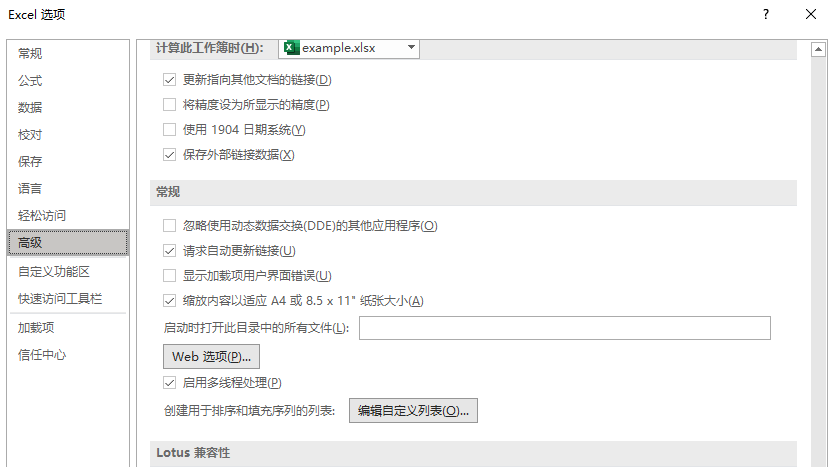 Excel 选项
?
常规
公式
数据
校对
保存
语言
轻松访问
高级
自定义功能区
快速访问工具栏
加载项
信任中心
计算此工作簿时(H): example.xlsx
更新指向其他文档的链接(D)
将精度设为所显示的精度(P)
使用 1904 日期系统(Y)
保存外部链接数据(X)
常规
忽略使用动态数据交换(DDE)的其他应用程序(O)
请求自动更新链接(U)
显示加载项用户界面错误(U)
缩放内容以适应 A4 或 8.5 x 11" 纸张大小(A)
启动时打开此目录中的所有文件(L):
Web 选项(P)...
启用多线程处理(P)
创建用于排序和填充序列的列表: 编辑自定义列表(O)...
Lotus 兼容性